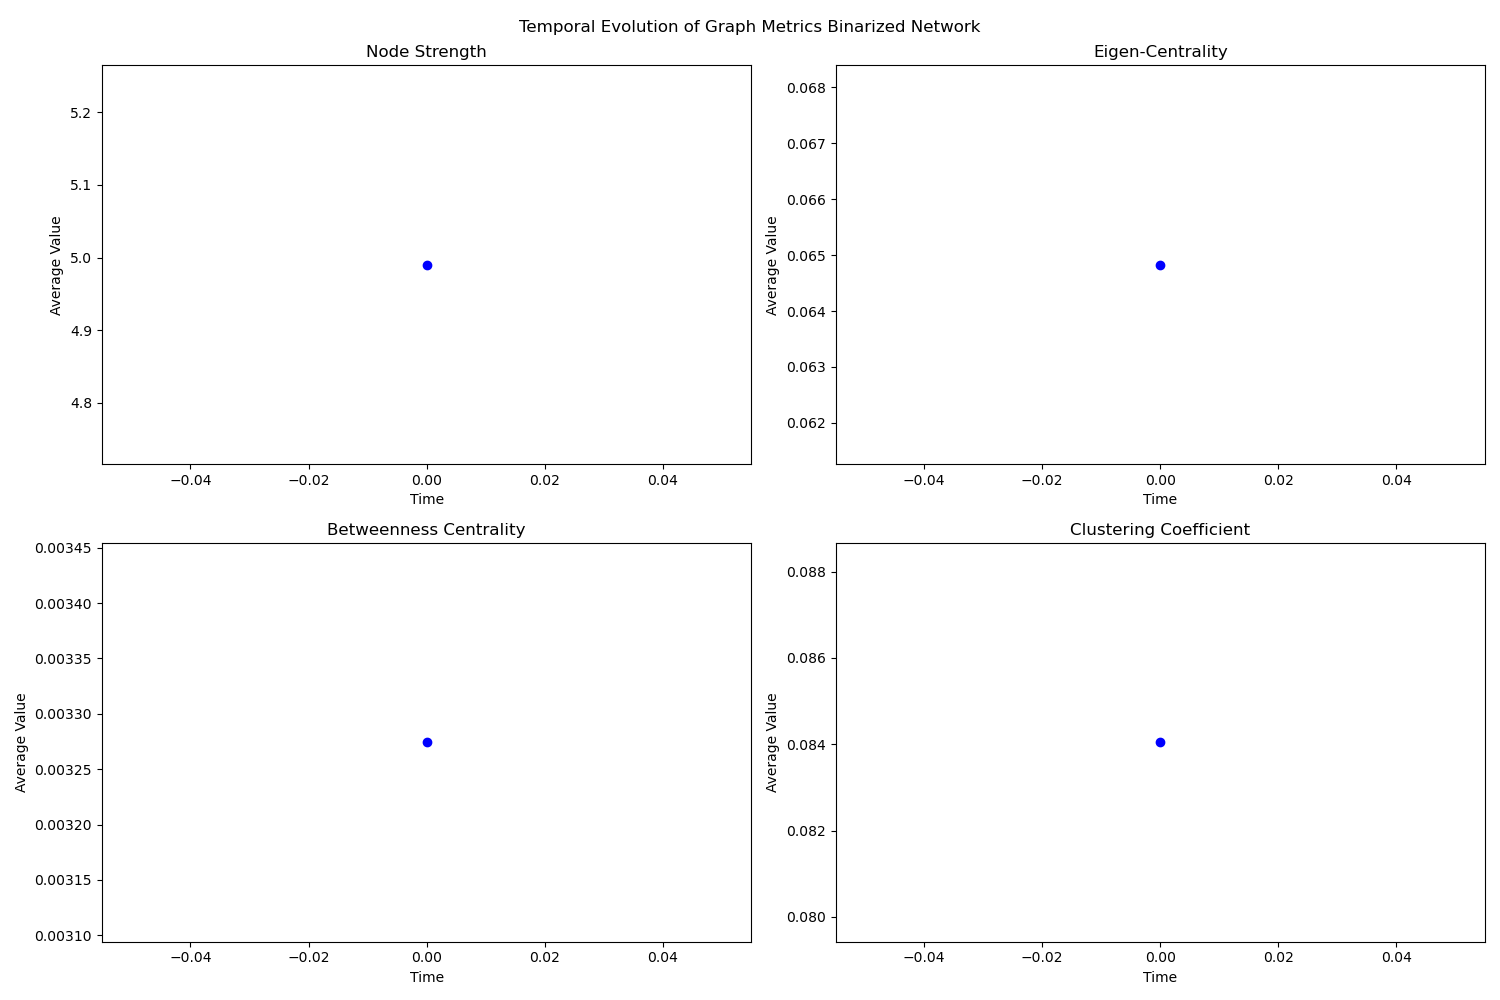 Temporal Evolution of Graph Metrics Binarized Network
Node Strength
5.2
5.1
5.0
4.9
4.8
Average Value
−0.04 −0.02 0.00 0.02 0.04
Time
Eigen-Centrality
0.068
0.067
0.066
0.065
0.064
0.063
0.062
Average Value
−0.04 −0.02 0.00 0.02 0.04
Time
Betweenness Centrality
0.00345
0.00340
0.00335
0.00330
0.00325
0.00320
0.00315
0.00310
Average Value
−0.04 −0.02 0.00 0.02 0.04
Time
Clustering Coefficient
0.088
0.086
0.084
0.082
0.080
Average Value
−0.04 −0.02 0.00 0.02 0.04
Time